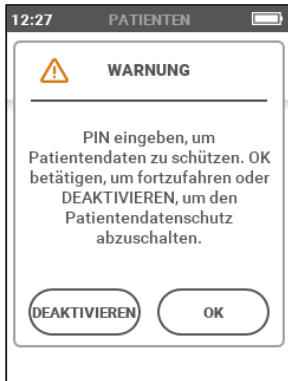 12:27 PATIENTEN
WARNUNG
PIN eingeben, um
Patientendaten zu schützen. OK
betätigen, um fortzufahren oder
DEAKTIVIEREN, um den
Patientendatenschutz
abzuschalten.
DEAKTIVIEREN OK